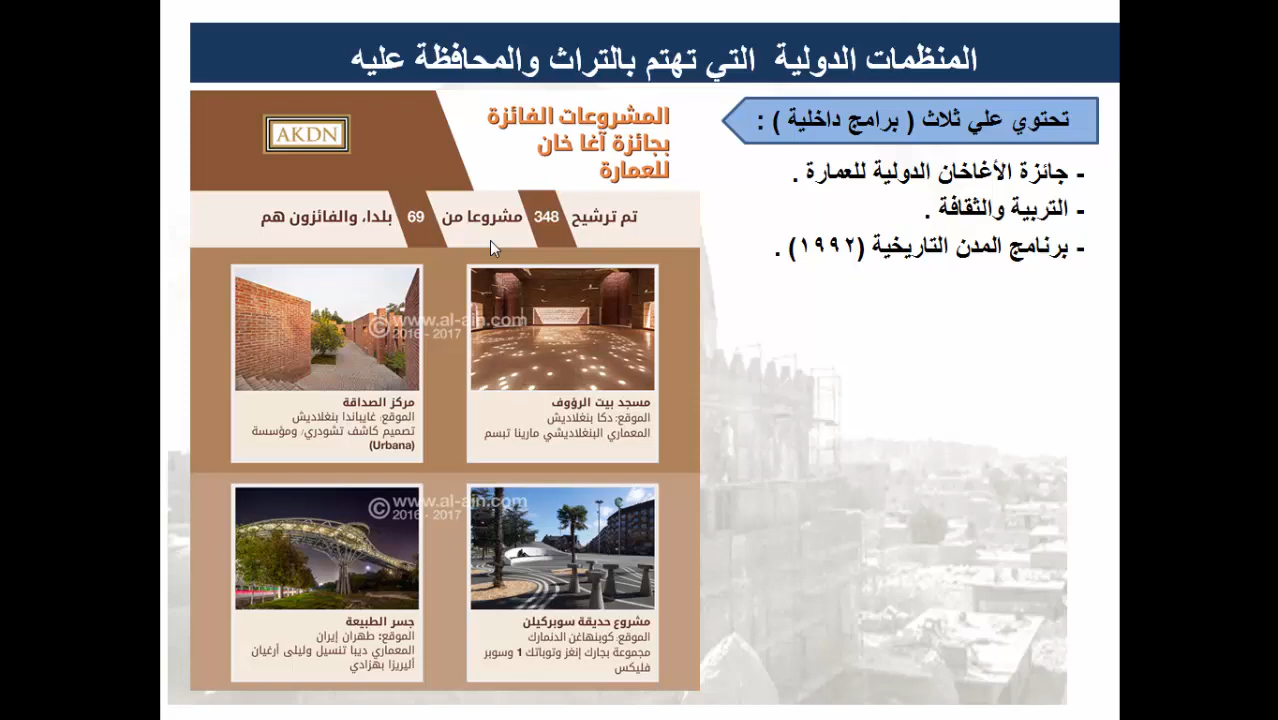 المنظمات الدولية التي تهتم بالتراث والمحافظة عليه
تحتوي علي ثلاث ( برامج داخلية ) :
- جائزة الأغاخان الدولية للعمارة .
- التربية والثقافة .
- برنامج المدن التاريخية (١٩٩٢) .
AKDN
المشروعات الفائزة
بجائزة آغا خان
للعمارة
تم ترشيح 348 مشروعا من 69 بلدا، والفائزون هم
©www.al-ain.com
2016 - 2017
مسجد بيت الرؤوف
الموقع: دكا بنغلاديش
المعماري البنغلاديشي مارينا تبسم
مركز الصداقة
الموقع: غايباندا بنغلاديش
تصميم كاشف تشودري/ ومؤسسة
(Urbana)
©www.al-ain.com
2016 - 2017
مشروع حديقة سوبركيلن
الموقع: كوبنهاغن الدنمارك
مجموعة بجارك إنغز وتوباتك 1 وسوبر
فليكس
جسر الطبيعة
الموقع: طهران إيران
المعماري ديبا تنسيل وليلى أرغيان
أليريزا بهزادي